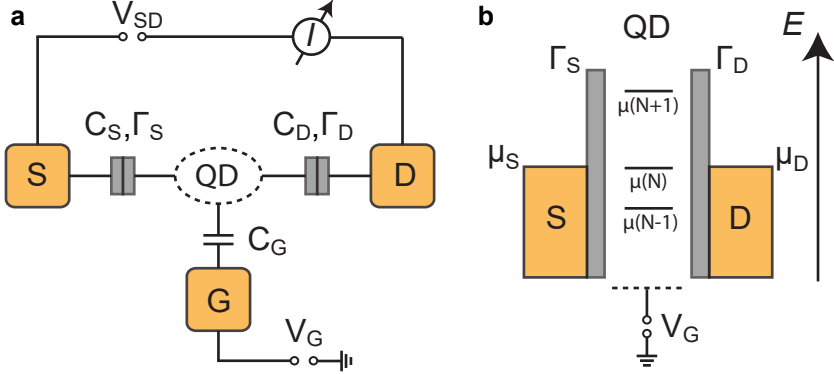 a
V_SD
I
C_S,Γ_S
C_D,Γ_D
S
QD
D
C_G
G
V_G
b
QD
E
Γ_S
Γ_D
μ(N+1)
μ_S
μ_D
μ(N)
S
μ(N-1)
D
V_G